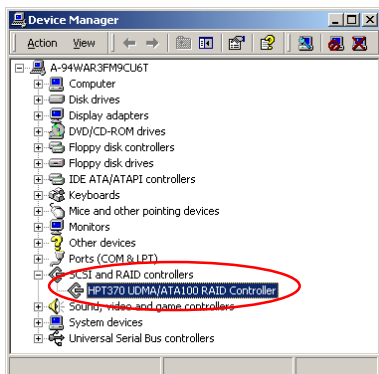 Device Manager
Action View
A-94WAR3FM9CU6T
Computer
Disk drives
Display adapters
DVD/CD-ROM drives
Floppy disk controllers
Floppy disk drives
IDE ATA/ATAPI controllers
Keyboards
Mice and other pointing devices
Monitors
Other devices
Ports (COM & LPT)
SCSI and RAID controllers
HPT370 UDMA/ATA100 RAID Controller
Sound, video and game controllers
System devices
Universal Serial Bus controllers